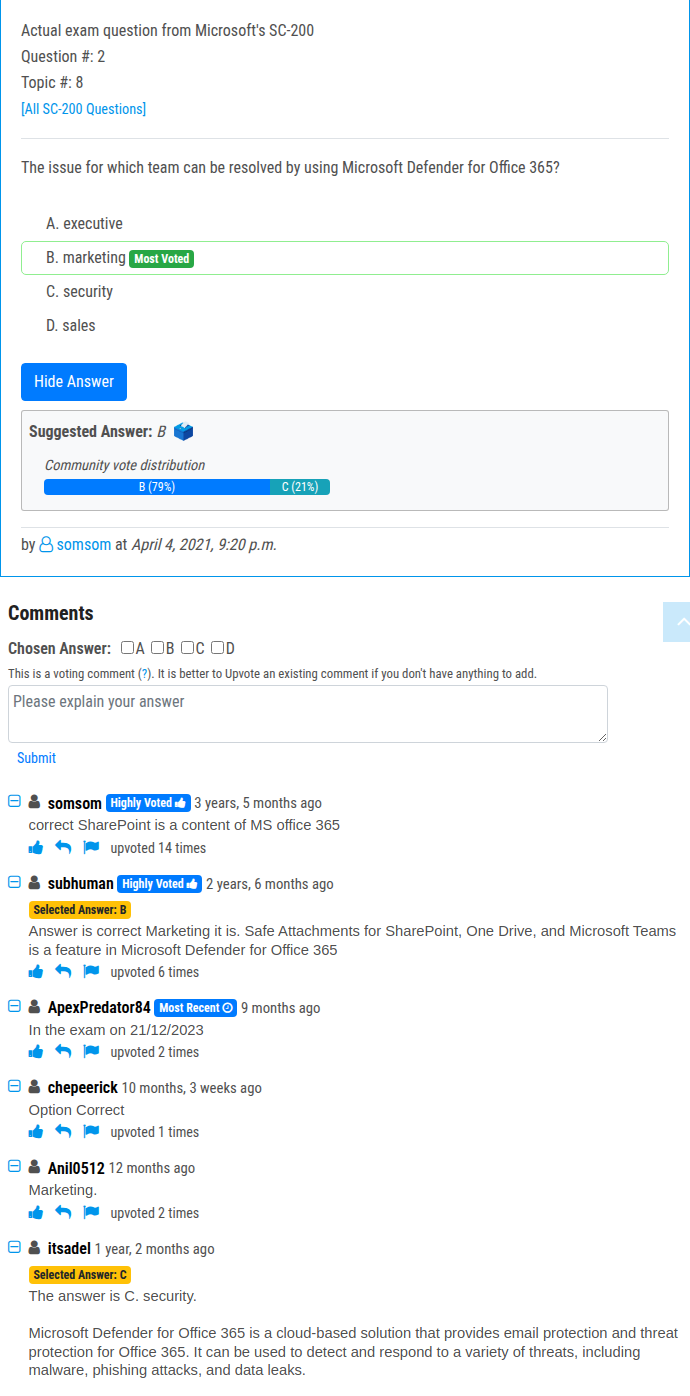 Actual exam question from Microsoft's SC-200
Question #: 2
Topic #: 8
[All SC-200 Questions]
The issue for which team can be resolved by using Microsoft Defender for Office 365?
A. executive
B. marketing Most Voted
C. security
D. sales
Hide Answer
Suggested Answer: B
Community vote distribution
B (79%) C (21%)
by somsom at April 4, 2021, 9:20 p.m.
Comments
Chosen Answer: A B C D
This is a voting comment (?). It is better to Upvote an existing comment if you don't have anything to add.
Please explain your answer
Submit
somsom Highly Voted 3 years, 5 months ago
correct SharePoint is a content of MS office 365
upvoted 14 times
subhuman Highly Voted 2 years, 6 months ago
Selected Answer: B
Answer is correct Marketing it is. Safe Attachments for SharePoint, One Drive, and Microsoft Teams
is a feature in Microsoft Defender for Office 365
upvoted 6 times
ApexPredator84 Most Recent 9 months ago
In the exam on 21/12/2023
upvoted 2 times
chepeerick 10 months, 3 weeks ago
Option Correct
upvoted 1 times
Anil0512 12 months ago
Marketing.
upvoted 2 times
itsadel 1 year, 2 months ago
Selected Answer: C
The answer is C. security.
Microsoft Defender for Office 365 is a cloud-based solution that provides email protection and threat
protection for Office 365. It can be used to detect and respond to a variety of threats, including
malware, phishing attacks, and data leaks.